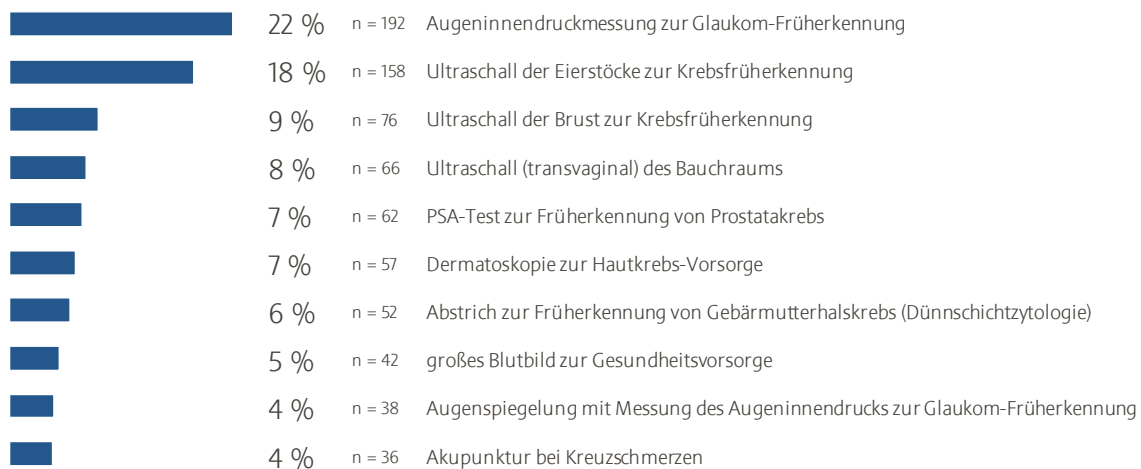 22 % n = 192 Augeninnendruckmessung zur Glaukom-Früherkennung
18 % n = 158 Ultraschall der Eierstöcke zur Krebsfrüherkennung
9 % n = 76 Ultraschall der Brust zur Krebsfrüherkennung
8 % n = 66 Ultraschall (transvaginal) des Bauchraums
7 % n = 62 PSA-Test zur Früherkennung von Prostatakrebs
7 % n = 57 Dermatoskopie zur Hautkrebs-Vorsorge
6 % n = 52 Abstrich zur Früherkennung von Gebärmutterhalskrebs (Dünnschichtzytologie)
5 % n = 42 großes Blutbild zur Gesundheitsvorsorge
4 % n = 38 Augenspiegelung mit Messung des Augeninnendrucks zur Glaukom-Früherkennung
4 % n = 36 Akupunktur bei Kreuzschmerzen